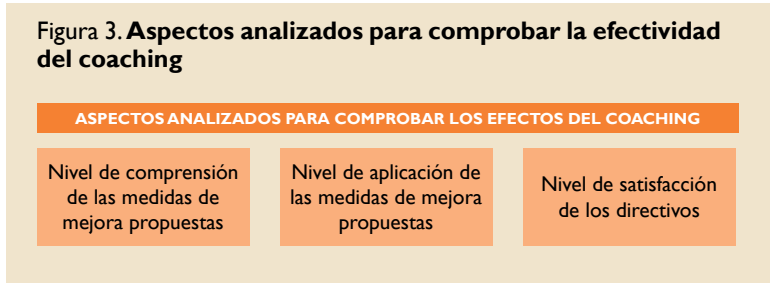 Figura 3. Aspectos analizados para comprobar la efectividad
del coaching
ASPECTOS ANALIZADOS PARA COMPROBAR LOS EFECTOS DEL COACHING
Nivel de comprensión
de las medidas de
mejora propuestas
Nivel de aplicación de
las medidas de mejora
propuestas
Nivel de satisfacción
de los directivos